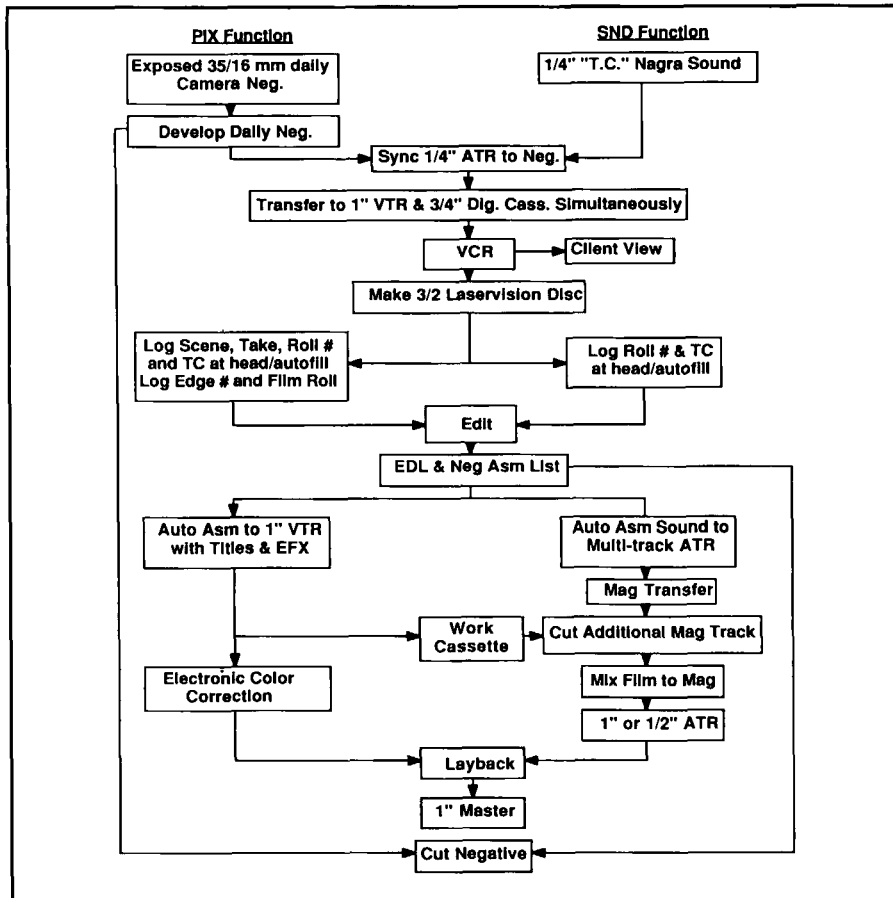 PIX Function
SND Function
Exposed 35/16 mm daily
Camera Neg.
1/4" "T.C." Nagra Sound
Develop Daily Neg.
Sync 1/4" ATR to Neg.
Transfer to 1" VTR & 3/4" Dig. Cass. Simultaneously
VCR
Client View
Make 3/2 Laservision Disc
Log Scene, Take, Roll #
and TC at head/autofill
Log Edge # and Film Roll
Log Roll # & TC
at head/autofill
Edit
EDL & Neg Asm List
Auto Asm to 1" VTR
with Titles & EFX
Auto Asm Sound to
Multi-track ATR
Mag Transfer
Work
Cassette
Cut Additional Mag Track
Electronic Color
Correction
Mix Film to Mag
1" or 1/2" ATR
Layback
1" Master
Cut Negative